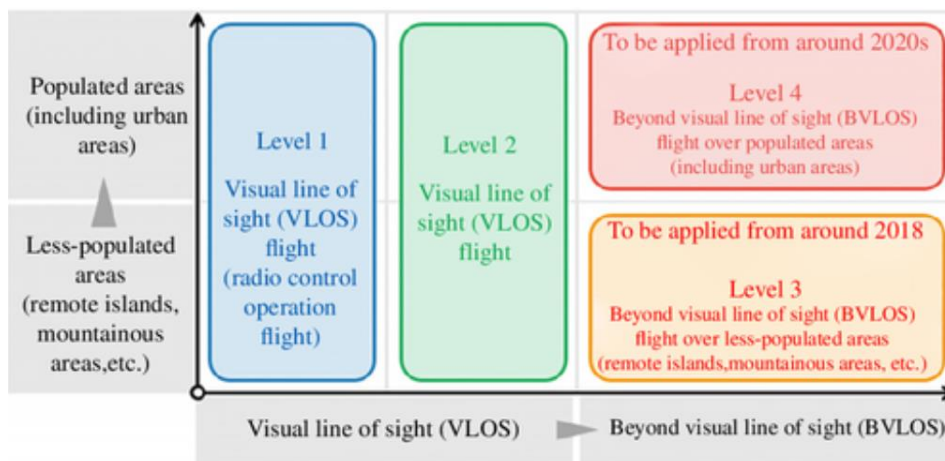 Populated areas
(including urban
areas)
Less-populated
areas
(remote islands,
mountainous
areas,etc.)
Level 1
Visual line of
sight (VLOS)
flight
(radio control
operation
flight)
Level 2
Visual line of
sight (VLOS)
flight
To be applied from around 2020s
Level 4
Beyond visual line of sight (BVLOS)
flight over populated areas
(including urban areas)
To be applied from around 2018
Level 3
Beyond visual line of sight (BVLOS)
flight over less-populated areas
(remote islands,mountainous areas, etc.)
Visual line of sight (VLOS)
Beyond visual line of sight (BVLOS)